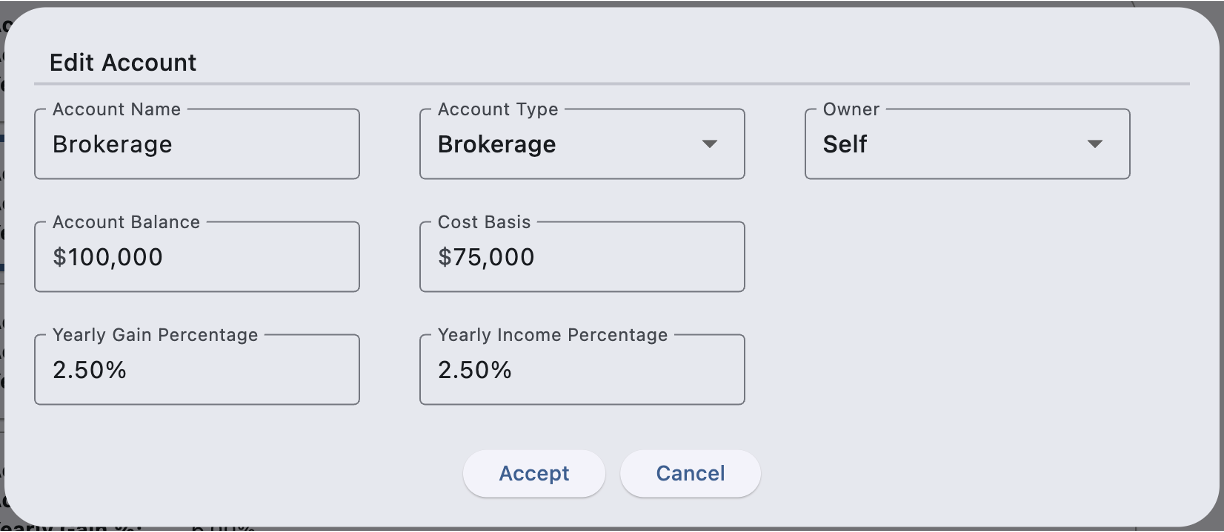 Edit Account
Account Name
Account Type
Owner
Brokerage
Brokerage
Self
Account Balance
Cost Basis
$100,000
$75,000
Yearly Gain Percentage
Yearly Income Percentage
2.50%
2.50%
Accept
Cancel